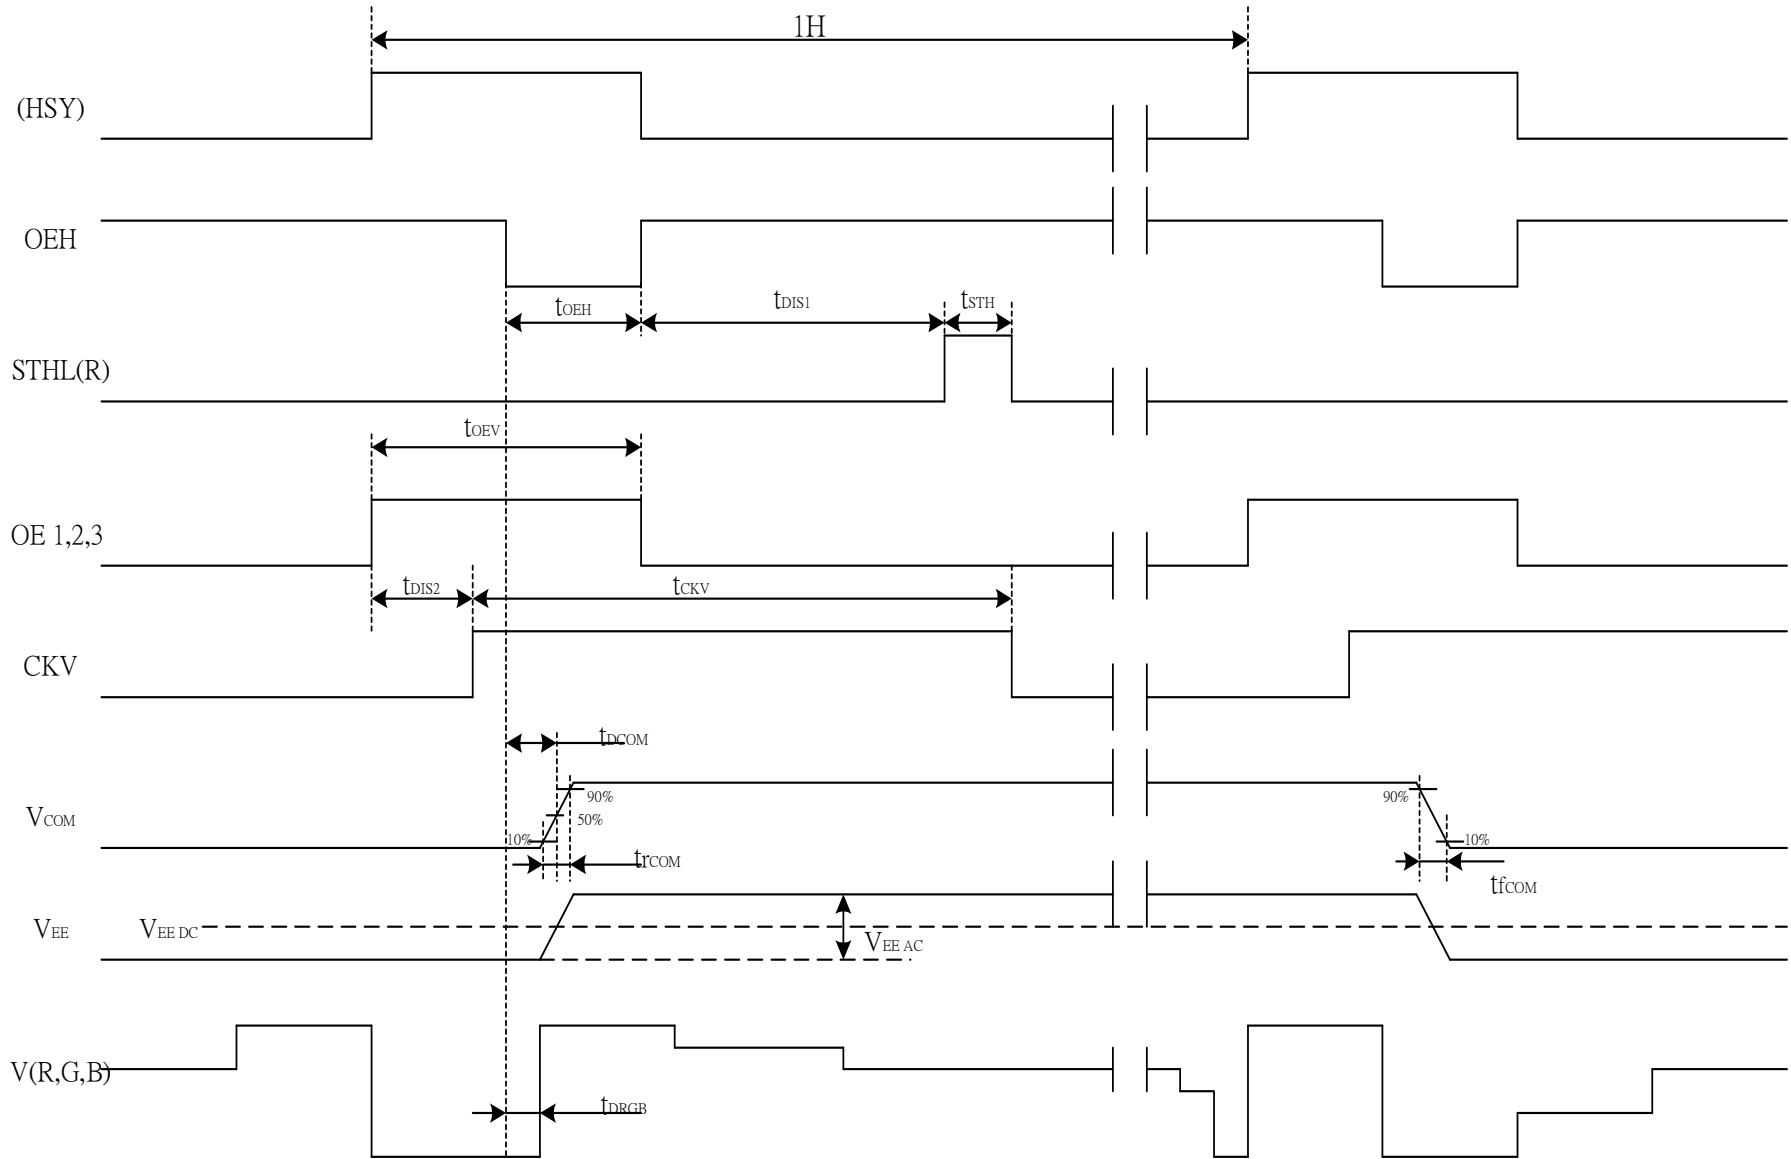 1H
(HSY)
OEH
tOEH
tDIS1
tSTH
STHL(R)
tOEV
OE 1,2,3
tDIS2
tCKV
CKV
tDCOM
90%
90%
VCOM
50%
10%
10%
trCOM
tfCOM
VEE
VEE DC
VEE AC
V(R,G,B)
tDRGB